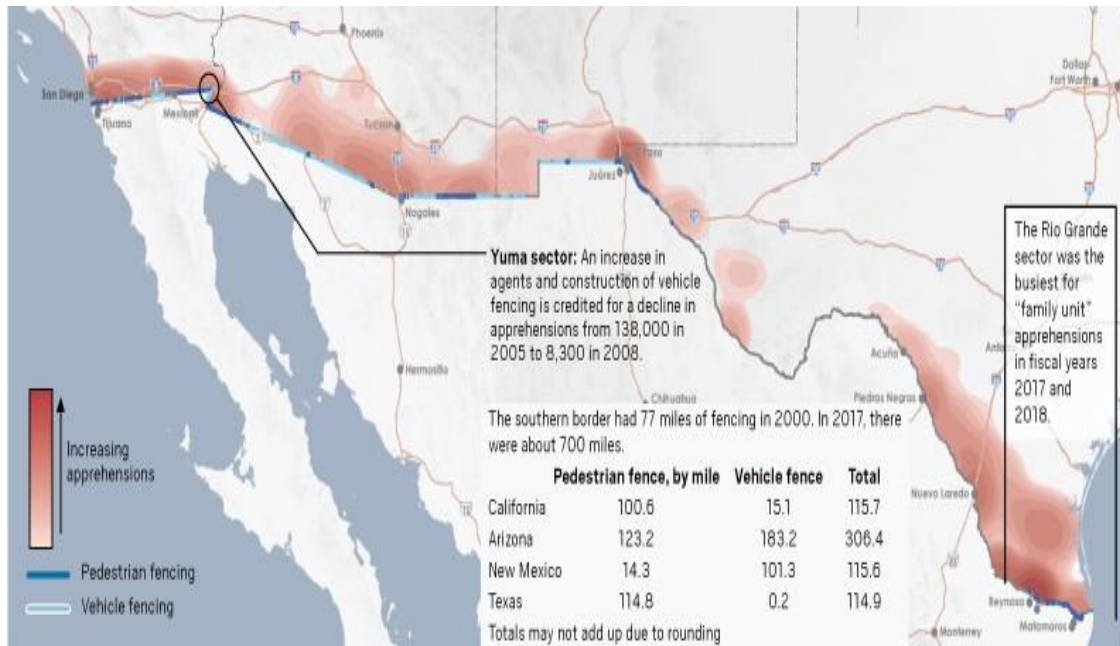 Phoenix
San Diego
Tijuana
Mexicali
Tucson
Nogales
Juárez
Dallas-
Fort Worth
Yuma sector: An increase in
agents and construction of vehicle
fencing is credited for a decline in
apprehensions from 138,000 in
2005 to 8,300 in 2008.
The Rio Grande
sector was the
busiest for
“family unit”
apprehensions
in fiscal years
2017 and
2018.
Hermosillo
Chihuahua
Acuña
Piedras Negras
Nuevo Laredo
Reynosa
Matamoros
Monterrey
Increasing
apprehensions
Pedestrian fencing
Vehicle fencing
The southern border had 77 miles of fencing in 2000. In 2017, there
were about 700 miles.
Pedestrian fence, by mile Vehicle fence Total
California 100.6 15.1 115.7
Arizona 123.2 183.2 306.4
New Mexico 14.3 101.3 115.6
Texas 114.8 0.2 114.9
Totals may not add up due to rounding